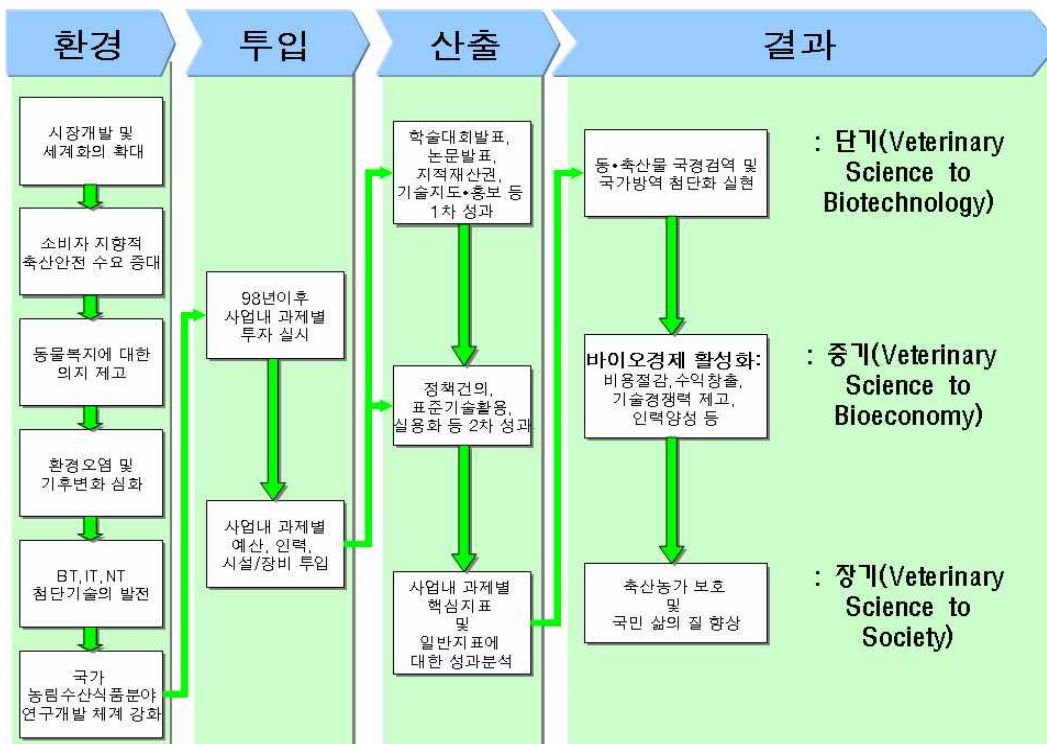 환경
투입
산출
결과
시장개발 및
세계화의 확대
소비자 지향적
축산안전 수요 증대
동물복지에 대한
의지 제고
환경오염 및
기후변화 심화
BT, IT, NT
첨단기술의 발전
국가
농림수산식품분야
연구개발 체계 강화
98년이후
사업내 과제별
투자 실시
사업내 과제별
예산, 인력,
시설/장비 투입
학술대회발표,
논문발표,
지적재산권,
기술지도•홍보 등
1차 성과
정책건의,
표준기술활용,
실용화 등 2차 성과
사업내 과제별
핵심지표
및
일반지표에
대한 성과분석
동•축산물 국경검역 및
국가방역 첨단화 실현
: 단기(Veterinary
Science to
Biotechnology)
바이오경제 활성화:
비용절감, 수익창출,
기술경쟁력 제고,
인력양성 등
: 중기(Veterinary
Science to
Bioeconomy)
축산농가 보호
및
국민 삶의 질 향상
: 장기(Veterinary
Science to
Society)